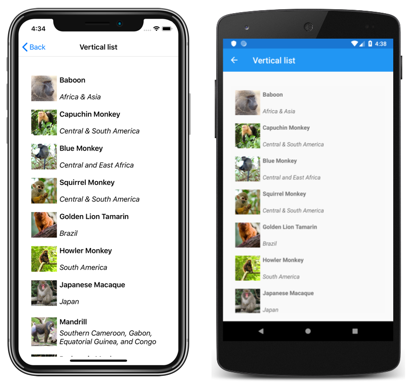 4:34
Back
Vertical list
Baboon
Africa & Asia
Capuchin Monkey
Central & South America
Blue Monkey
Central and East Africa
Squirrel Monkey
Central & South America
Golden Lion Tamarin
Brazil
Howler Monkey
South America
Japanese Macaque
Japan
Mandrill
Southern Cameroon, Gabon,
Equatorial Guinea, and Congo
4:38
Vertical list
Baboon
Africa & Asia
Capuchin Monkey
Central & South America
Blue Monkey
Central and East Africa
Squirrel Monkey
Central & South America
Golden Lion Tamarin
Brazil
Howler Monkey
South America
Japanese Macaque
Japan